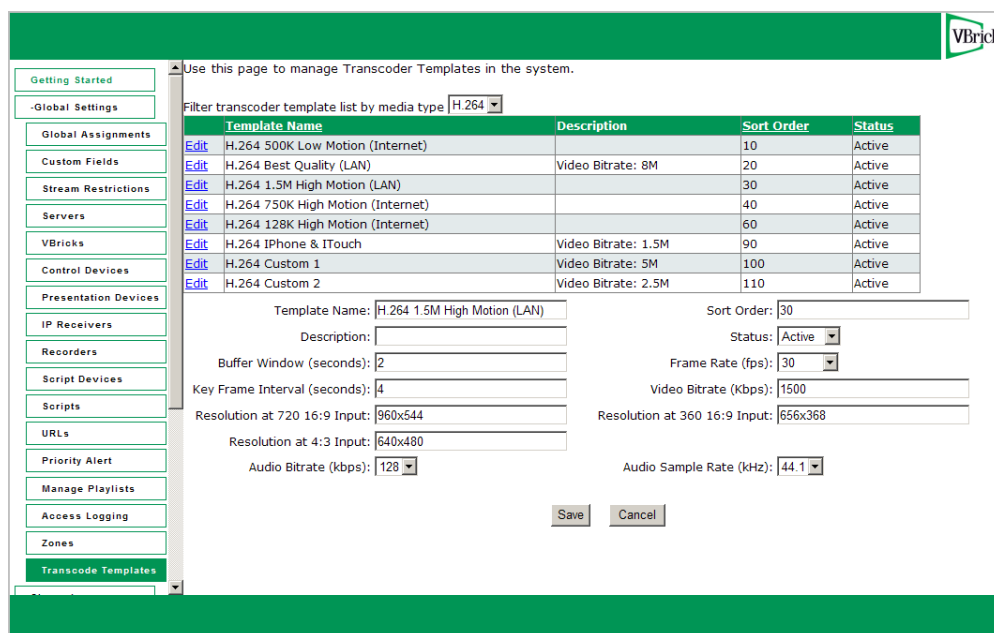 VBrick
Getting Started
-Global Settings
Global Assignments
Custom Fields
Stream Restrictions
Servers
VBricks
Control Devices
Presentation Devices
IP Receivers
Recorders
Script Devices
Scripts
URLs
Priority Alert
Manage Playlists
Access Logging
Zones
Transcode Templates
Use this page to manage Transcoder Templates in the system.
Filter transcoder template list by media type H.264
Template Name Description Sort Order Status
Edit H.264 500K Low Motion (Internet) 10 Active
Edit H.264 Best Quality (LAN) Video Bitrate: 8M 20 Active
Edit H.264 1.5M High Motion (LAN) 30 Active
Edit H.264 750K High Motion (Internet) 40 Active
Edit H.264 128K High Motion (Internet) 60 Active
Edit H.264 IPhone & ITouch Video Bitrate: 1.5M 90 Active
Edit H.264 Custom 1 Video Bitrate: 5M 100 Active
Edit H.264 Custom 2 Video Bitrate: 2.5M 110 Active
Template Name: H.264 1.5M High Motion (LAN) Sort Order: 30
Description: Status: Active
Buffer Window (seconds): 2 Frame Rate (fps): 30
Key Frame Interval (seconds): 4 Video Bitrate (Kbps): 1500
Resolution at 720 16:9 Input: 960x544 Resolution at 360 16:9 Input: 656x368
Resolution at 4:3 Input: 640x480
Audio Bitrate (kbps): 128 Audio Sample Rate (kHz): 44.1
Save Cancel